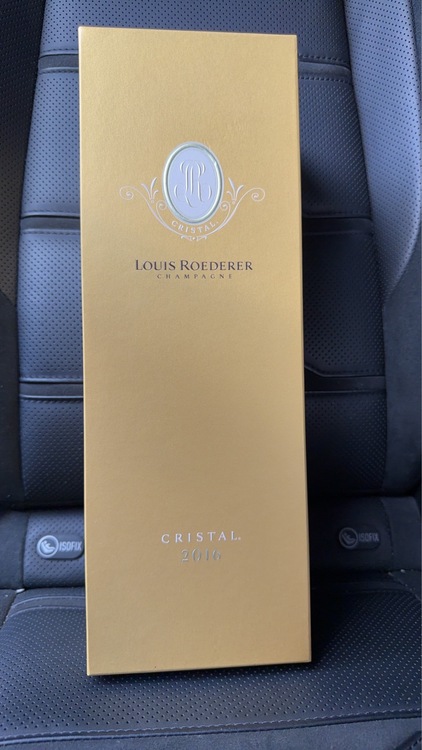 CRISTAL
LOUIS ROEDERER
CHAMPAGNE
CRISTAL.
2016
ISOFIX
ISOFIX